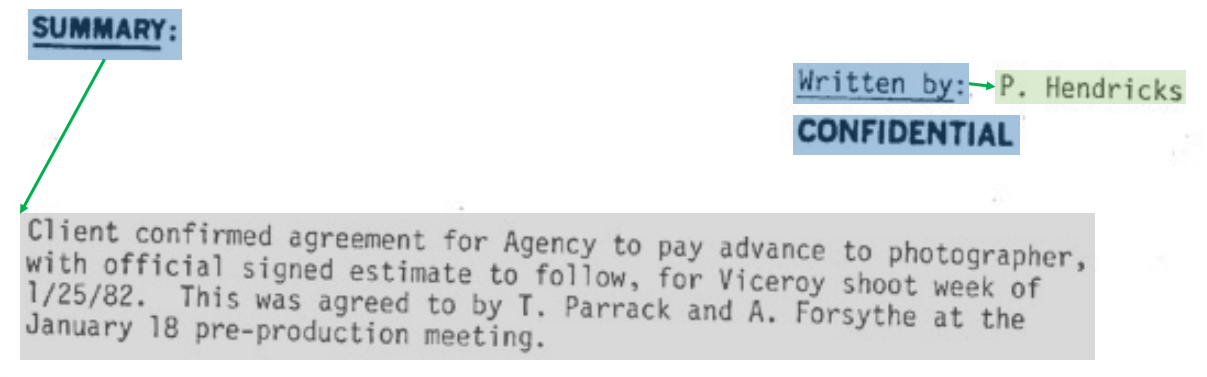 SUMMARY:
Written by: P. Hendricks
CONFIDENTIAL
Client confirmed agreement for Agency to pay advance to photographer,
with official signed estimate to follow, for Viceroy shoot week of
1/25/82. This was agreed to by T. Parrack and A. Forsythe at the
January 18 pre-production meeting.